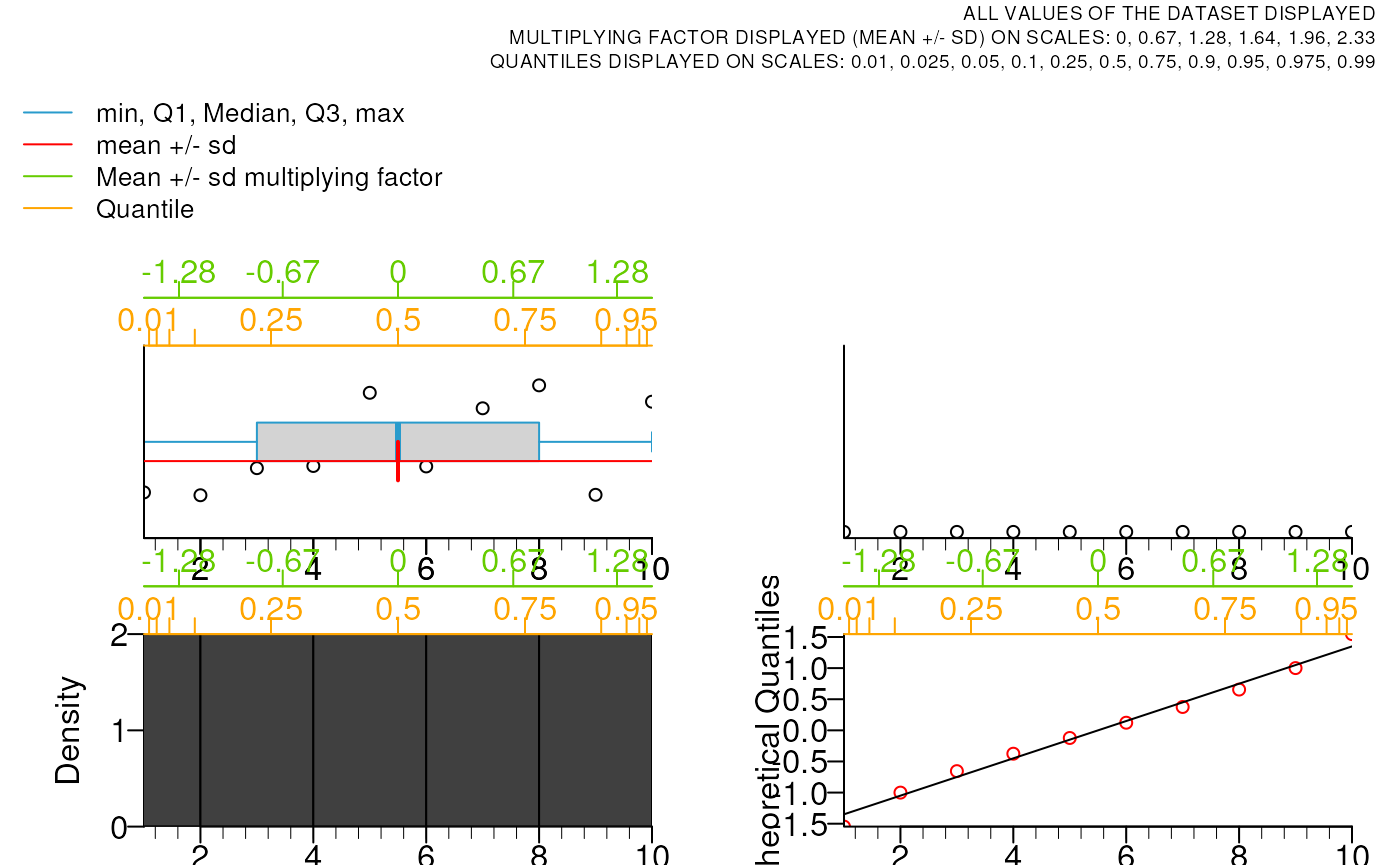 ALL VALUES OF THE DATASET DISPLAYED
MULTIPLYING FACTOR DISPLAYED (MEAN +/- SD) ON SCALES: 0, 0.67, 1.28, 1.64, 1.96, 2.33
QUANTILES DISPLAYED ON SCALES: 0.01, 0.025, 0.05, 0.1, 0.25, 0.5, 0.75, 0.9, 0.95, 0.975, 0.99
min, Q1, Median, Q3, max
mean +/- sd
Mean +/- sd multiplying factor
Quantile
-1.28 -0.67 0 0.67 1.28
0.01 0.25 0.5 0.75 0.95
2 4 6 8 10
-1.28 -0.67 0 0.67 1.28
0.01 0.25 0.5 0.75 0.95
Density
2
1
0
2 4 6 8 10
2 4 6 8 10
-1.28 -0.67 0 0.67 1.28
0.01 0.25 0.5 0.75 0.95
heoretical Quantiles
1.5
1.0
0.5
0.0
-0.5
-1.0
-1.5
2 4 6 8 10